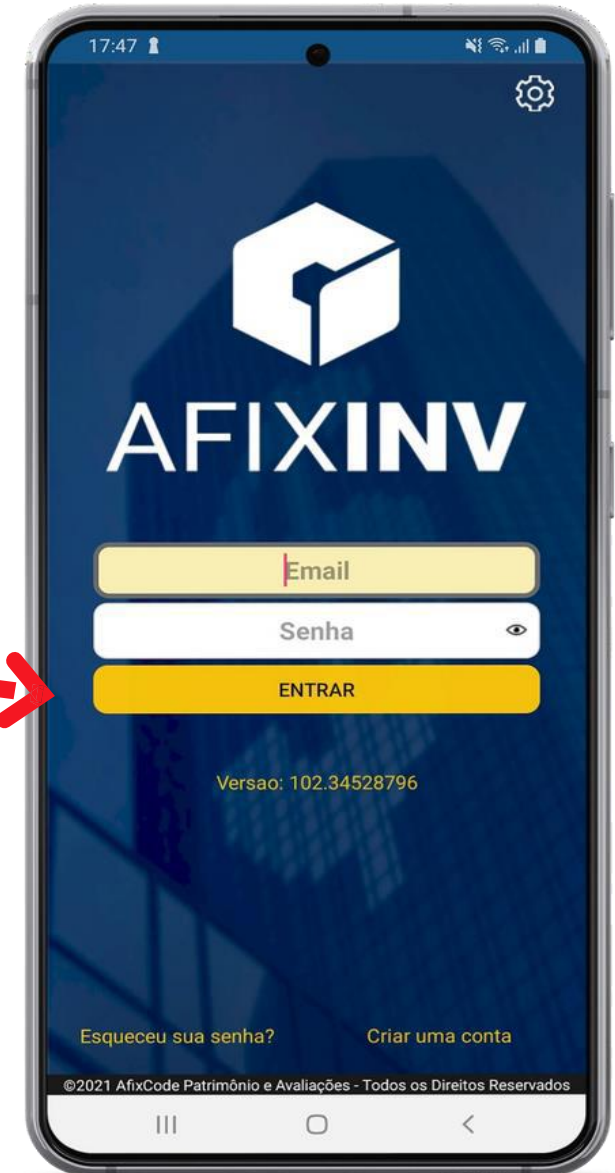 17:47
AFIXINV
Email
Senha
ENTRAR
Versao: 102.34528796
Esqueceu sua senha? Criar uma conta
©2021 AfixCode Patrimônio e Avaliações - Todos os Direitos Reservados